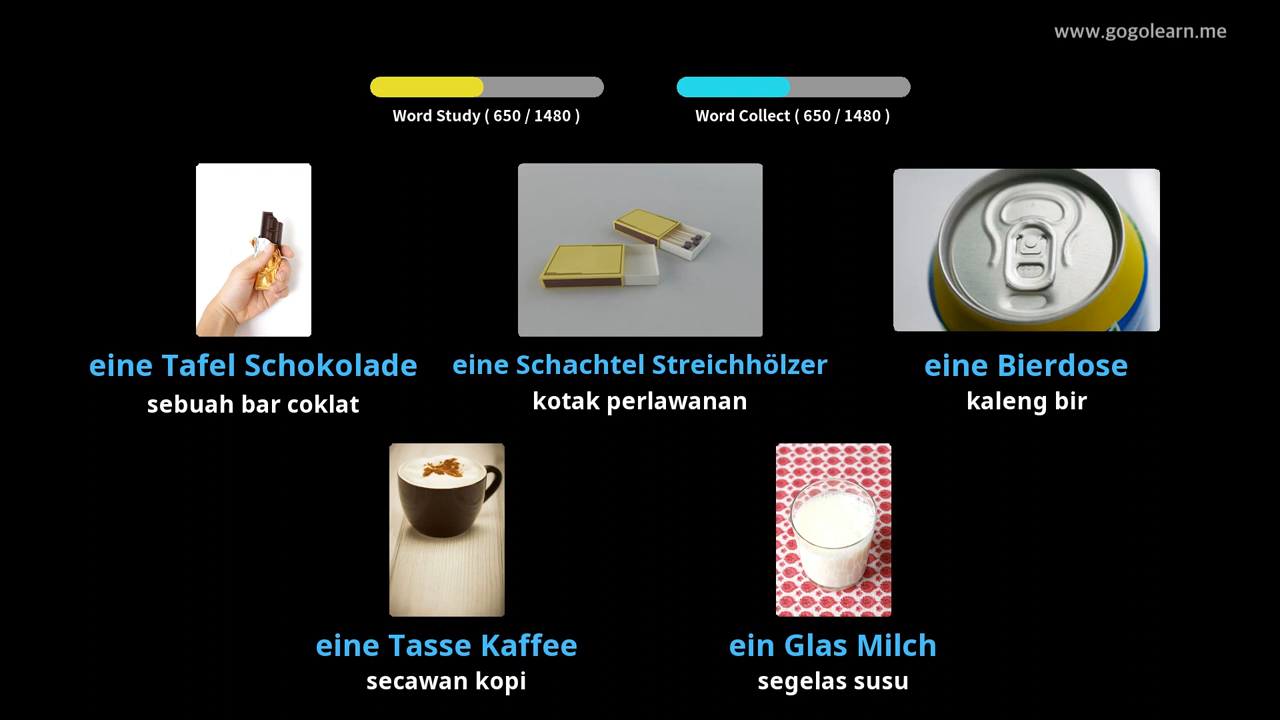 www.gogolearn.me
Word Study ( 650 / 1480 )
Word Collect ( 650 / 1480 )
eine Tafel Schokolade
sebuah bar coklat
eine Schachtel Streichhölzer
kotak perlawanan
eine Bierdose
kaleng bir
eine Tasse Kaffee
secawan kopi
ein Glas Milch
segelas susu